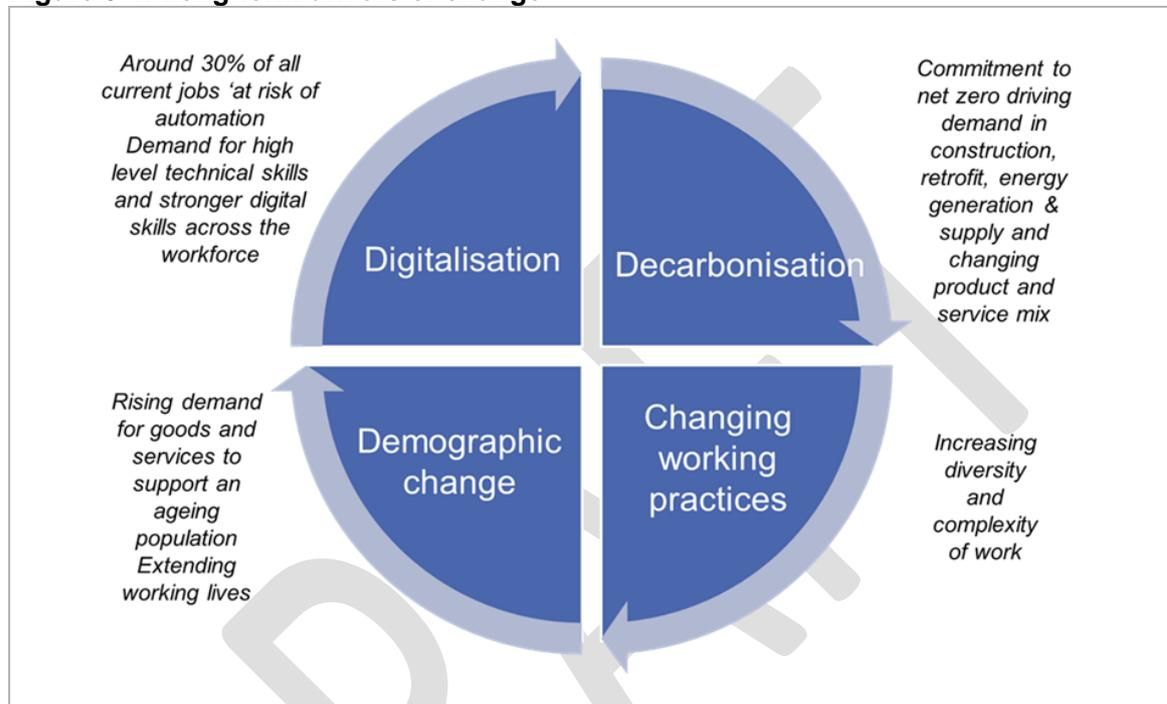 Around 30% of all
current jobs ‘at risk of
automation
Demand for high
level technical skills
and stronger digital
skills across the
workforce
Digitalisation
Decarbonisation
Commitment to
net zero driving
demand in
construction,
retrofit, energy
generation &
supply and
changing
product and
service mix
Rising demand
for goods and
services to
support an
ageing
population
Extending
working lives
Demographic
change
Changing
working
practices
Increasing
diversity
and
complexity
of work